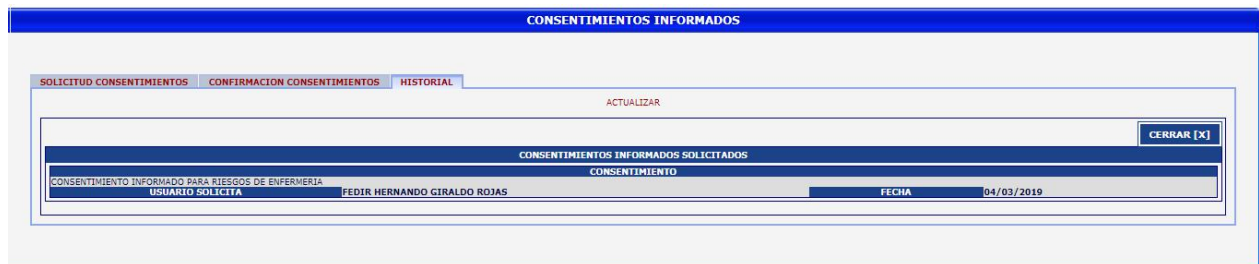 CONSENTIMIENTOS INFORMADOS
SOLICITUD CONSENTIMIENTOS CONFIRMACION CONSENTIMIENTOS HISTORIAL
ACTUALIZAR
CERRAR [X]
CONSENTIMIENTOS INFORMADOS SOLICITADOS
CONSENTIMIENTO
CONSENTIMIENTO INFORMADO PARA RIESGOS DE ENFERMERIA
USUARIO SOLICITA FEDIR HERNANDO GIRALDO ROJAS FECHA 04/03/2019